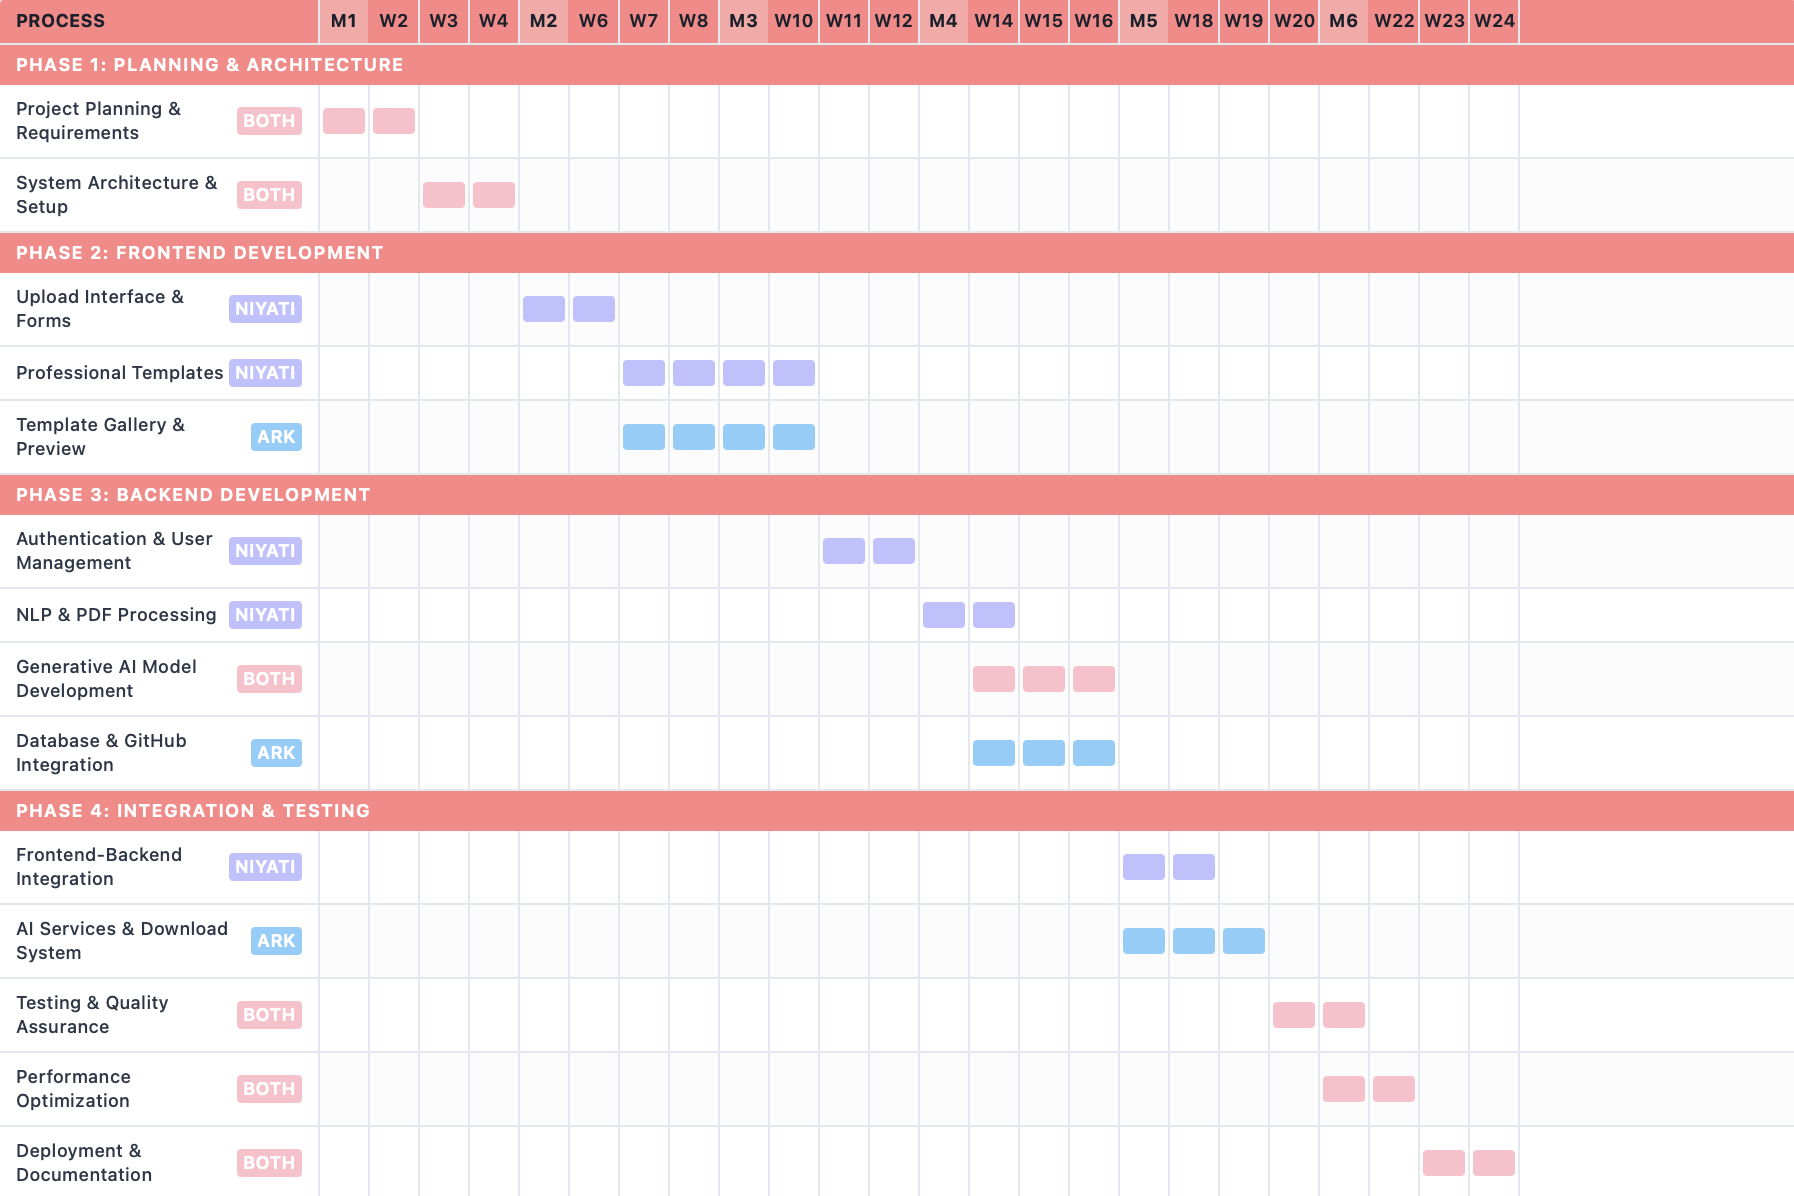 PROCESS M1 W2 W3 W4 M2 W6 W7 W8 M3 W10 W11 W12 M4 W14 W15 W16 M5 W18 W19 W20 M6 W22 W23 W24
PHASE 1: PLANNING & ARCHITECTURE
Project Planning &
Requirements
BOTH
System Architecture &
Setup
BOTH
PHASE 2: FRONTEND DEVELOPMENT
Upload Interface &
Forms
NIYATI
Professional Templates NIYATI
Template Gallery &
Preview
ARK
PHASE 3: BACKEND DEVELOPMENT
Authentication & User
Management
NIYATI
NLP & PDF Processing NIYATI
Generative AI Model
Development
BOTH
Database & GitHub
Integration
ARK
PHASE 4: INTEGRATION & TESTING
Frontend-Backend
Integration
NIYATI
AI Services & Download
System
ARK
Testing & Quality
Assurance
BOTH
Performance
Optimization
BOTH
Deployment &
Documentation
BOTH